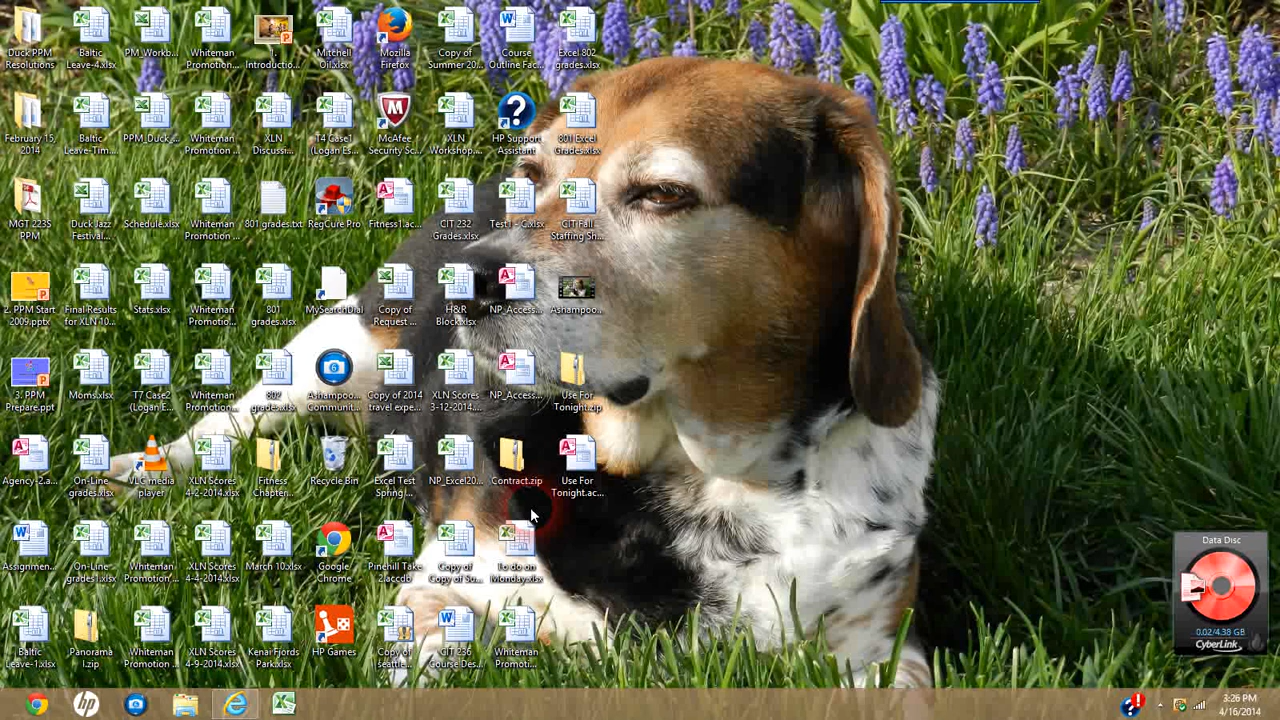 Duck PPM
Resolutions
Baltic
Leave-4.xlsx
PM_Workb...
Whiteman
Promotion...
1.
Introductio...
Mitchell
Oil.xlsx
Mozilla
Firefox
Copy of
Summer 20...
Course
Outline Fac...
Excel 802
grades.xlsx
February 15,
2014
Baltic
Leave-Tim...
PPM_Duck_...
Whiteman
Promotion ...
XLN
Discussi...
T4 Case1
(Logan Es...
McAfee
Security Sc...
XLN
Workshop...
HP Support
Assistant
801 Excel
Grades.xlsx
MGT 223S
PPM
Duck Jazz
Festival...
Schedule.xlsx
Whiteman
Promotion ...
801 grades.txt
RegCure Pro
Fitness1.ac...
CIT 232
Grades.xlsx
Test1 - C.xlsx
CIT Fall
Staffing Sh...
2. PPM Start
2009.pptx
Final Results
for XLN 10...
Stats.xlsx
Whiteman
Promotio...
801
grades.xlsx
MySearchDial
Copy of
Request ...
H&R
Block.xlsx
NP_Access...
Ashampoo...
3. PPM
Prepare.ppt
Moms.xlsx
T7 Case2
(Logan E...
Whiteman
Promotion...
802
grades.xlsx
Ashampoo...
Communit...
Copy of 2014
travel expe...
XLN Scores
3-12-2014...
NP_Access...
Use For
Tonight.zip
Agency-2.a...
On-Line
grades.xlsx
VLC media
player
XLN Scores
4-2-2014.xlsx
Fitness
Chapter...
Recycle Bin
Excel Test
Spring ...
NP_Excel20...
Contract.zip
Use For
Tonight.ac...
Assignmen...
On-Line
grades1.xlsx
Whiteman
Promotion'...
XLN Scores
4-4-2014.xlsx
March 10.xlsx
Google
Chrome
Pinehill Take
2.accdb
Copy of
Copy of Su...
To do on
Monday.xlsx
Baltic
Leave-1.xlsx
Panorama
I.zip
Whiteman
Promotion ...
XLN Scores
4-9-2014.xlsx
Kenai Fjords
Park.xlsx
HP Games
Copy of
seattle...
CIT 236
Course Des...
Whiteman
Promoti...
Data Disc
0.02/4.38 GB
CyberLink
3:26 PM
4/16/2014